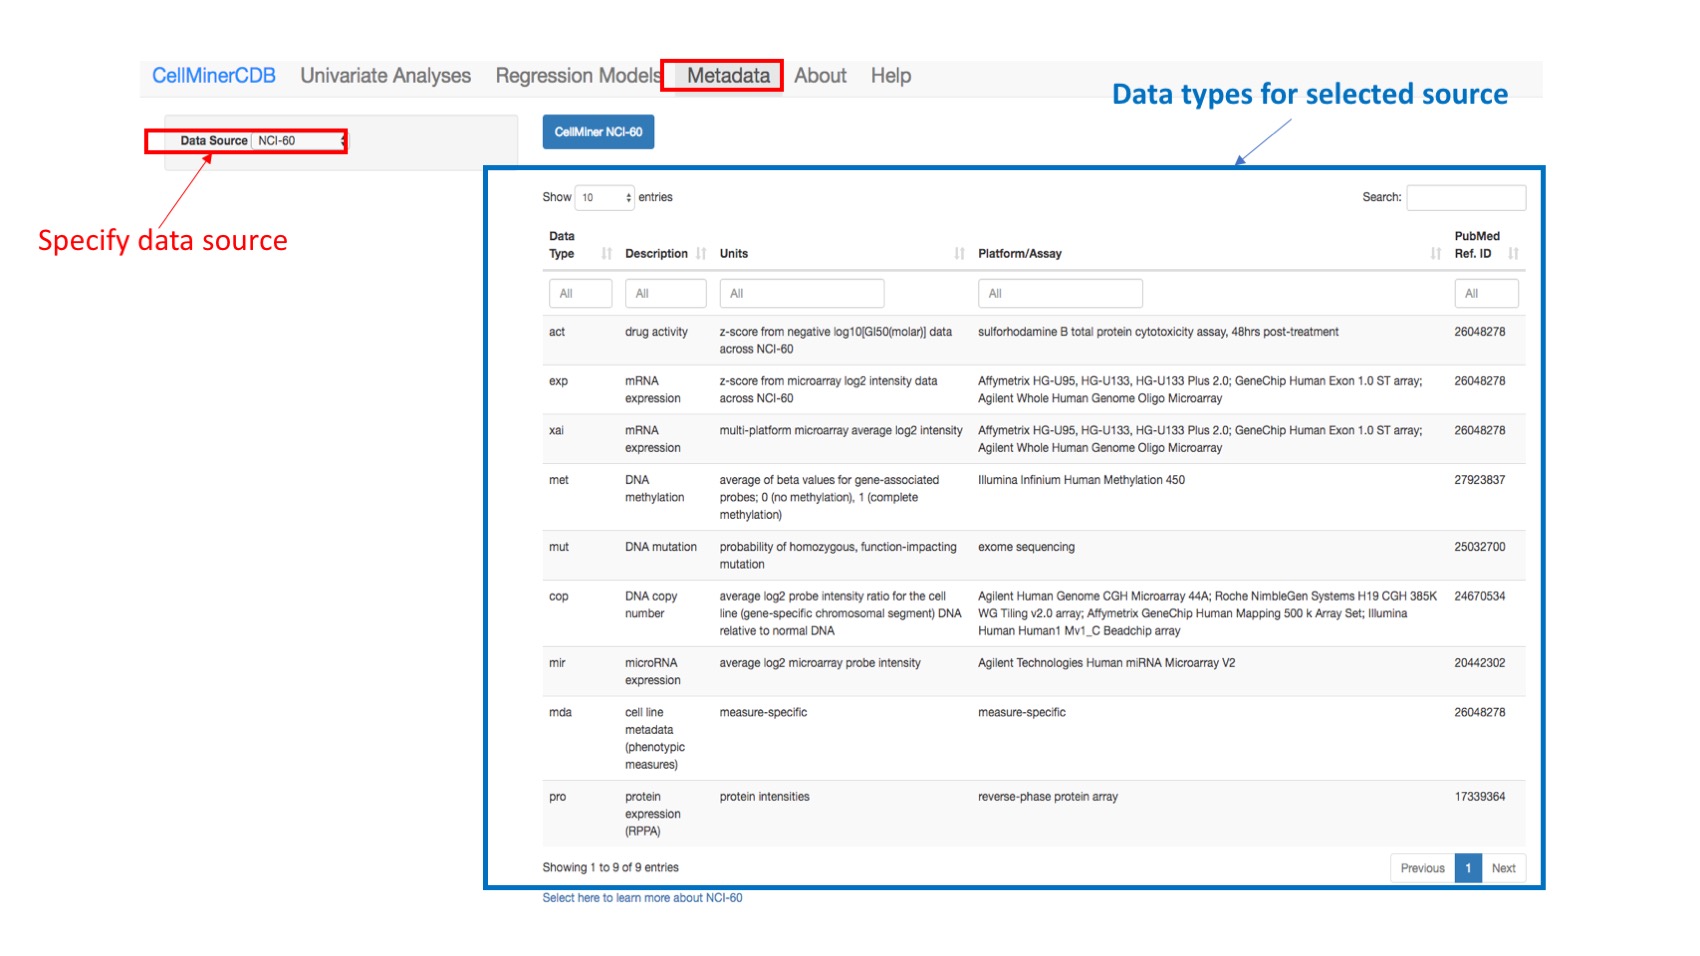 CellMinerCDB Univariate Analyses Regression Models Metadata About Help
Data types for selected source
Data Source NCI-60
CellMiner NCI-60
Specify data source
Show 10 entries
Search:
Data Type Description Units Platform/Assay PubMed Ref. ID
All All All All All
act drug activity z-score from negative log10[GI50(molar)] data across NCI-60 sulforhodamine B total protein cytotoxicity assay, 48hrs post-treatment 26048278
exp mRNA expression z-score from microarray log2 intensity data across NCI-60 Affymetrix HG-U95, HG-U133, HG-U133 Plus 2.0; GeneChip Human Exon 1.0 ST array; Agilent Whole Human Genome Oligo Microarray 26048278
xai mRNA expression multi-platform microarray average log2 intensity Affymetrix HG-U95, HG-U133, HG-U133 Plus 2.0; GeneChip Human Exon 1.0 ST array; Agilent Whole Human Genome Oligo Microarray 26048278
met DNA methylation average of beta values for gene-associated probes; 0 (no methylation), 1 (complete methylation) Illumina Infinium Human Methylation 450 27923837
mut DNA mutation probability of homozygous, function-impacting mutation exome sequencing 25032700
cop DNA copy number average log2 probe intensity ratio for the cell line (gene-specific chromosomal segment) DNA relative to normal DNA Agilent Human Genome CGH Microarray 44A; Roche NimbleGen Systems H19 CGH 385K WG Tiling v2.0 array; Affymetrix GeneChip Human Mapping 500 k Array Set; Illumina Human Human1 Mv1_C Beadchip array 24670534
mir microRNA expression average log2 microarray probe intensity Agilent Technologies Human miRNA Microarray V2 20442302
mda cell line metadata (phenotypic measures) measure-specific measure-specific 26048278
pro protein expression (RPPA) protein intensities reverse-phase protein array 17339364
Showing 1 to 9 of 9 entries
Previous 1 Next
Select here to learn more about NCI-60